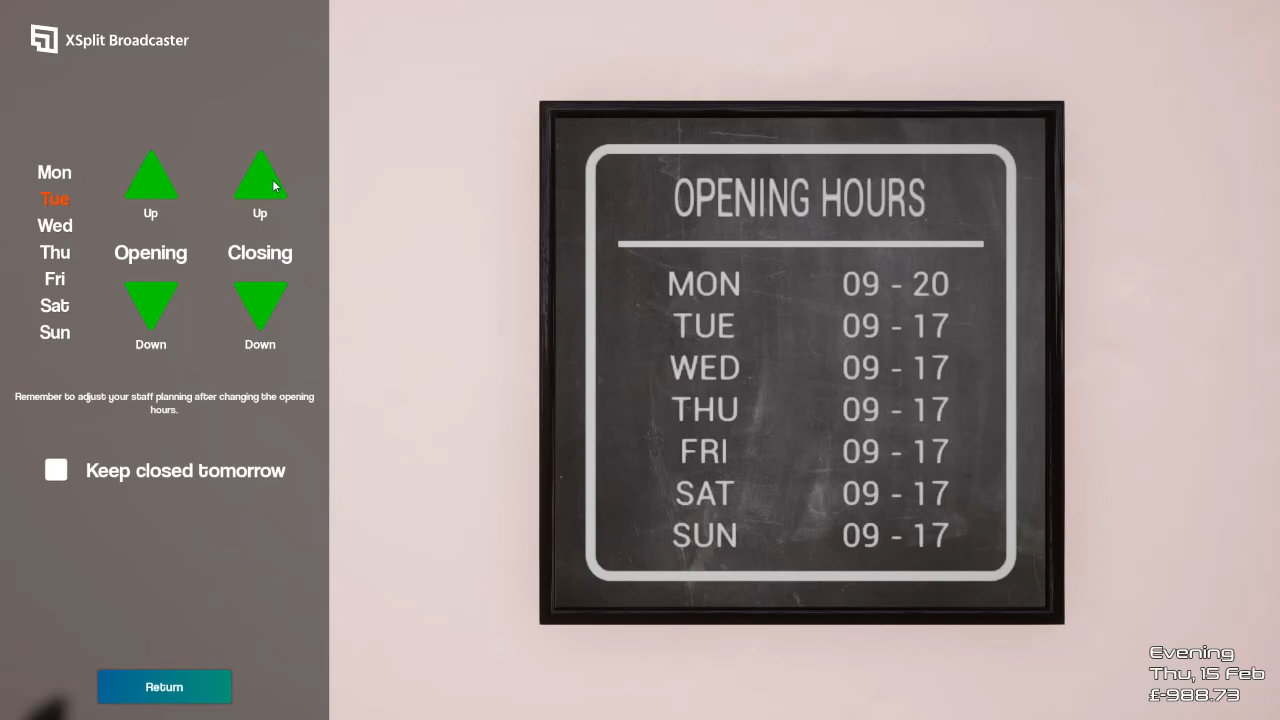 XSplit Broadcaster
Mon
Tue
Wed
Thu
Fri
Sat
Sun
Up
Opening
Down
Up
Closing
Down
Remember to adjust your staff planning after changing the opening
hours.
Keep closed tomorrow
Return
OPENING HOURS
MON 09 - 20
TUE 09 - 17
WED 09 - 17
THU 09 - 17
FRI 09 - 17
SAT 09 - 17
SUN 09 - 17
Evening
Thu, 15 Feb
£-988.73